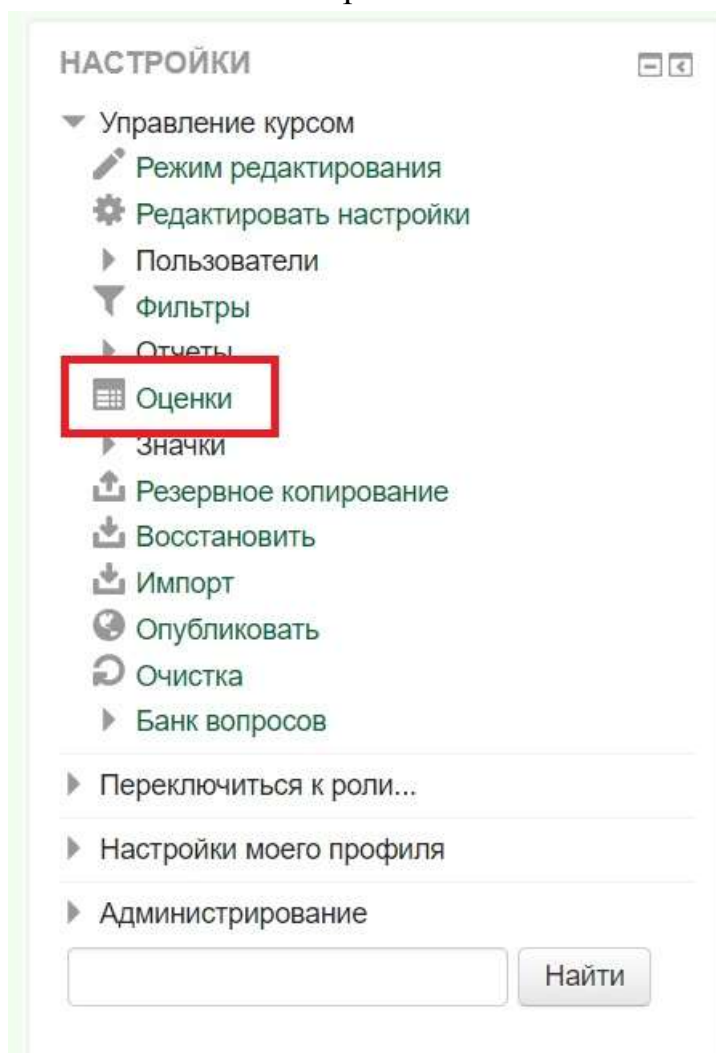 НАСТРОЙКИ
Управление курсом
Режим редактирования
Редактировать настройки
Пользователи
Фильтры
Отчеты
Оценки
Значки
Резервное копирование
Восстановить
Импорт
Опубликовать
Очистка
Банк вопросов
Переключиться к роли...
Настройки моего профиля
Администрирование
Найти